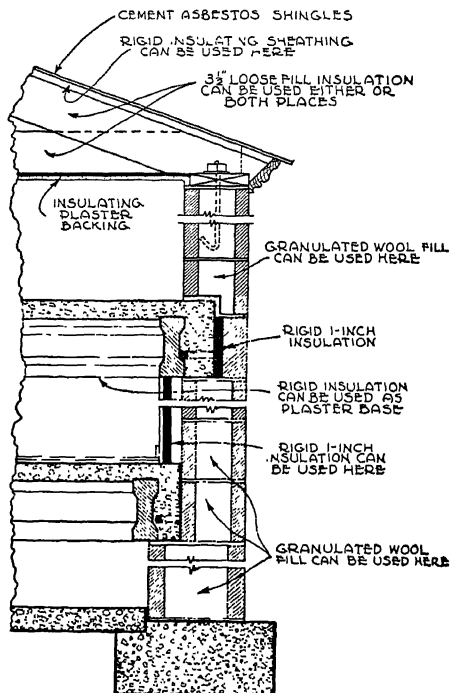 CEMENT ASBESTOS SHINGLES
RIGID INSULATING SHEATHING
CAN BE USED HERE
3½" LOOSE FILL INSULATION
CAN BE USED EITHER OR
BOTH PLACES
INSULATING
PLASTER
BACKING
GRANULATED WOOL FILL
CAN BE USED HERE
RIGID 1-INCH
INSULATION
RIGID INSULATION
CAN BE USED AS
PLASTER BASE
RIGID 1-INCH
INSULATION CAN
BE USED HERE
GRANULATED WOOL
FILL CAN BE USED HERE